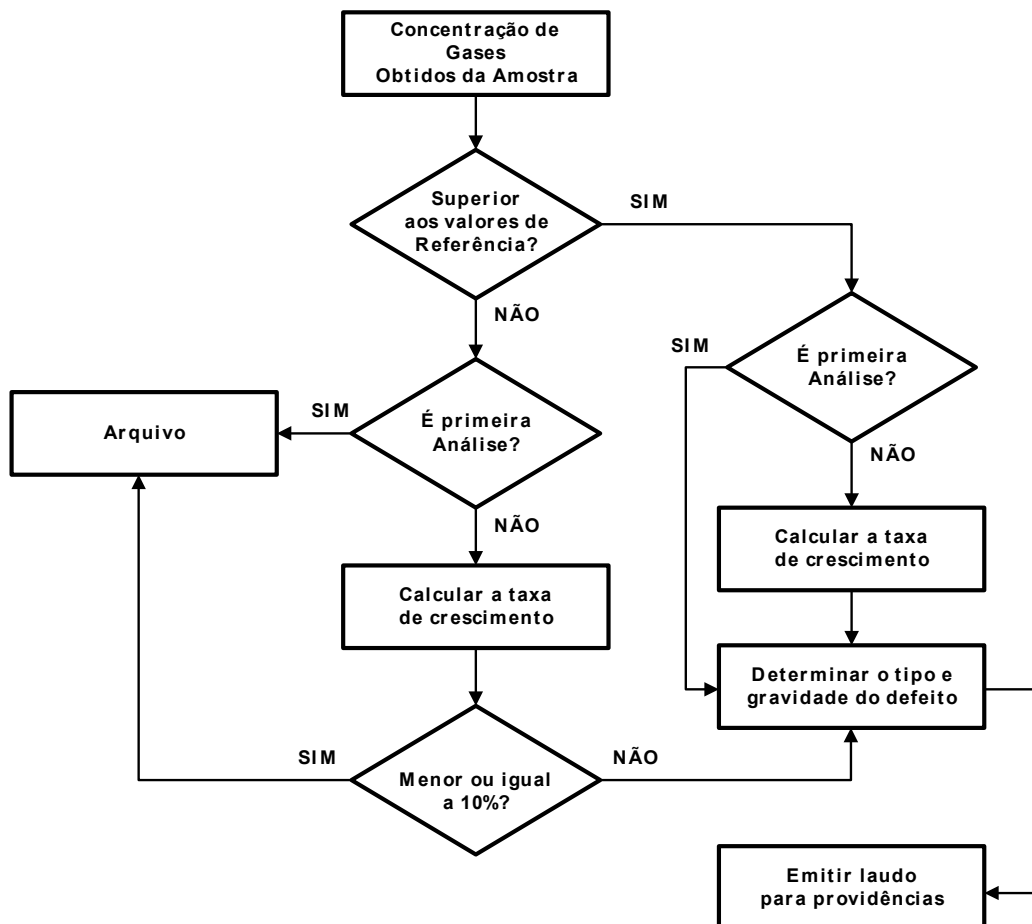 Concentração de
Gases
Obtidos da Amostra
Superior
aos valores de
Referência?
SIM
NÃO
SIM
É primeira
Análise?
Arquivo
SIM
É primeira
Análise?
NÃO
NÃO
Calcular a taxa
de crescimento
Calcular a taxa
de crescimento
Determinar o tipo e
gravidade do defeito
SIM
NÃO
Menor ou igual
a 10%?
Emitir laudo
para providências